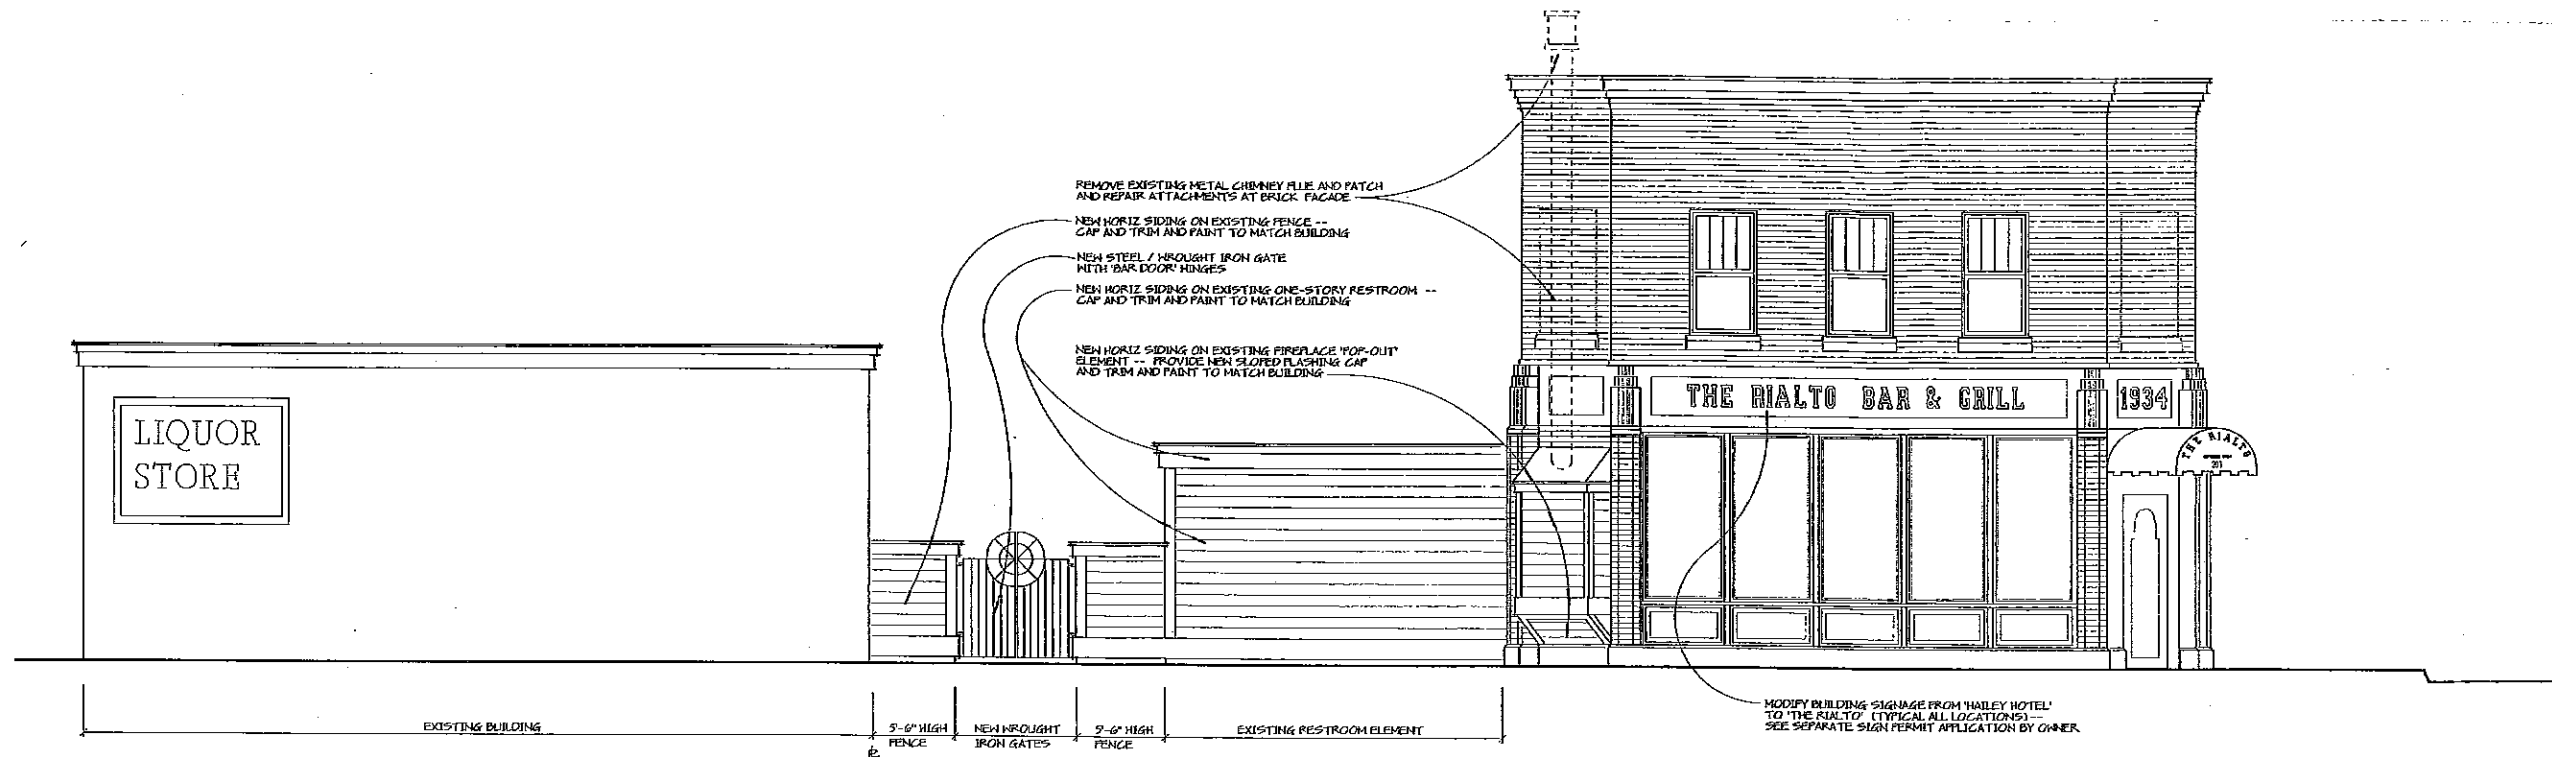 REMOVE EXISTING METAL CHIMNEY FLUE AND PATCH
AND REPAIR ATTACHMENTS AT BRICK FACADE
NEW HORIZ SIDING ON EXISTING FENCE --
CAP AND TRIM AND PAINT TO MATCH BUILDING
NEW STEEL / WROUGHT IRON GATE
WITH 'BAR DOOR' HINGES
NEW HORIZ SIDING ON EXISTING ONE-STORY RESTROOM --
CAP AND TRIM AND PAINT TO MATCH BUILDING
NEW HORIZ SIDING ON EXISTING FIREPLACE 'POP-OUT'
ELEMENT -- PROVIDE NEW SLOPED FLASHING CAP
AND TRIM AND PAINT TO MATCH BUILDING
LIQUOR
STORE
THE RIALTO BAR & GRILL
1934
THE RIALTO
MODIFY BUILDING SIGNAGE FROM 'HAILEY HOTEL'
TO 'THE RIALTO' (TYPICAL ALL LOCATIONS) --
SEE SEPARATE SIGN PERMIT APPLICATION BY OWNER
EXISTING BUILDING
5'-6" HIGH
FENCE
NEW WROUGHT
IRON GATES
5'-6" HIGH
FENCE
EXISTING RESTROOM ELEMENT